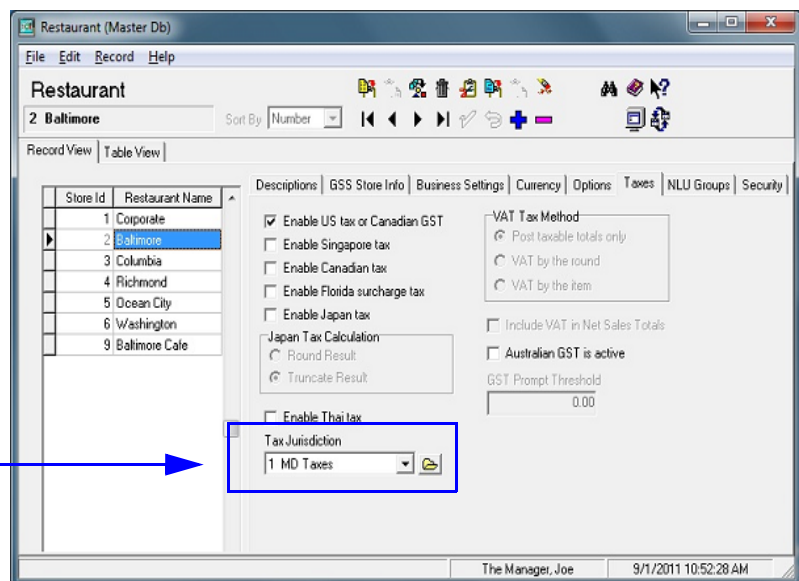 Restaurant (Master Db)
File Edit Record Help
Restaurant
2 Baltimore
Sort By Number
Record View Table View
Store Id Restaurant Name
1 Corporate
2 Baltimore
3 Columbia
4 Richmond
5 Ocean City
6 Washington
9 Baltimore Cafe
Descriptions GSS Store Info Business Settings Currency Options Taxes NLU Groups Security
Enable US tax or Canadian GST
Enable Singapore tax
Enable Canadian tax
Enable Florida surcharge tax
Enable Japan tax
Japan Tax Calculation
Round Result
Truncate Result
Enable Thai tax
Tax Jurisdiction
1 MD Taxes
VAT Tax Method
Post taxable totals only
VAT by the round
VAT by the item
Include VAT in Net Sales Totals
Australian GST is active
GST Prompt Threshold
0.00
The Manager, Joe
9/1/2011 10:52:28 AM